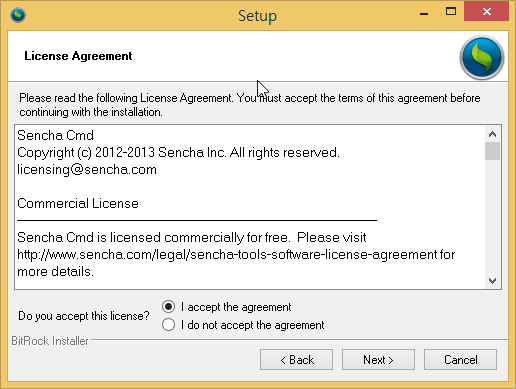 Setup
License Agreement
Please read the following License Agreement. You must accept the terms of this agreement before
continuing with the installation.
Sencha Cmd
Copyright (c) 2012-2013 Sencha Inc. All rights reserved.
licensing@sencha.com
Commercial License
Sencha Cmd is licensed commercially for free.  Please visit
http://www.sencha.com/legal/sencha-tools-software-license-agreement for
more details.
Do you accept this license?
I accept the agreement
I do not accept the agreement
BitRock Installer
< Back
Next >
Cancel